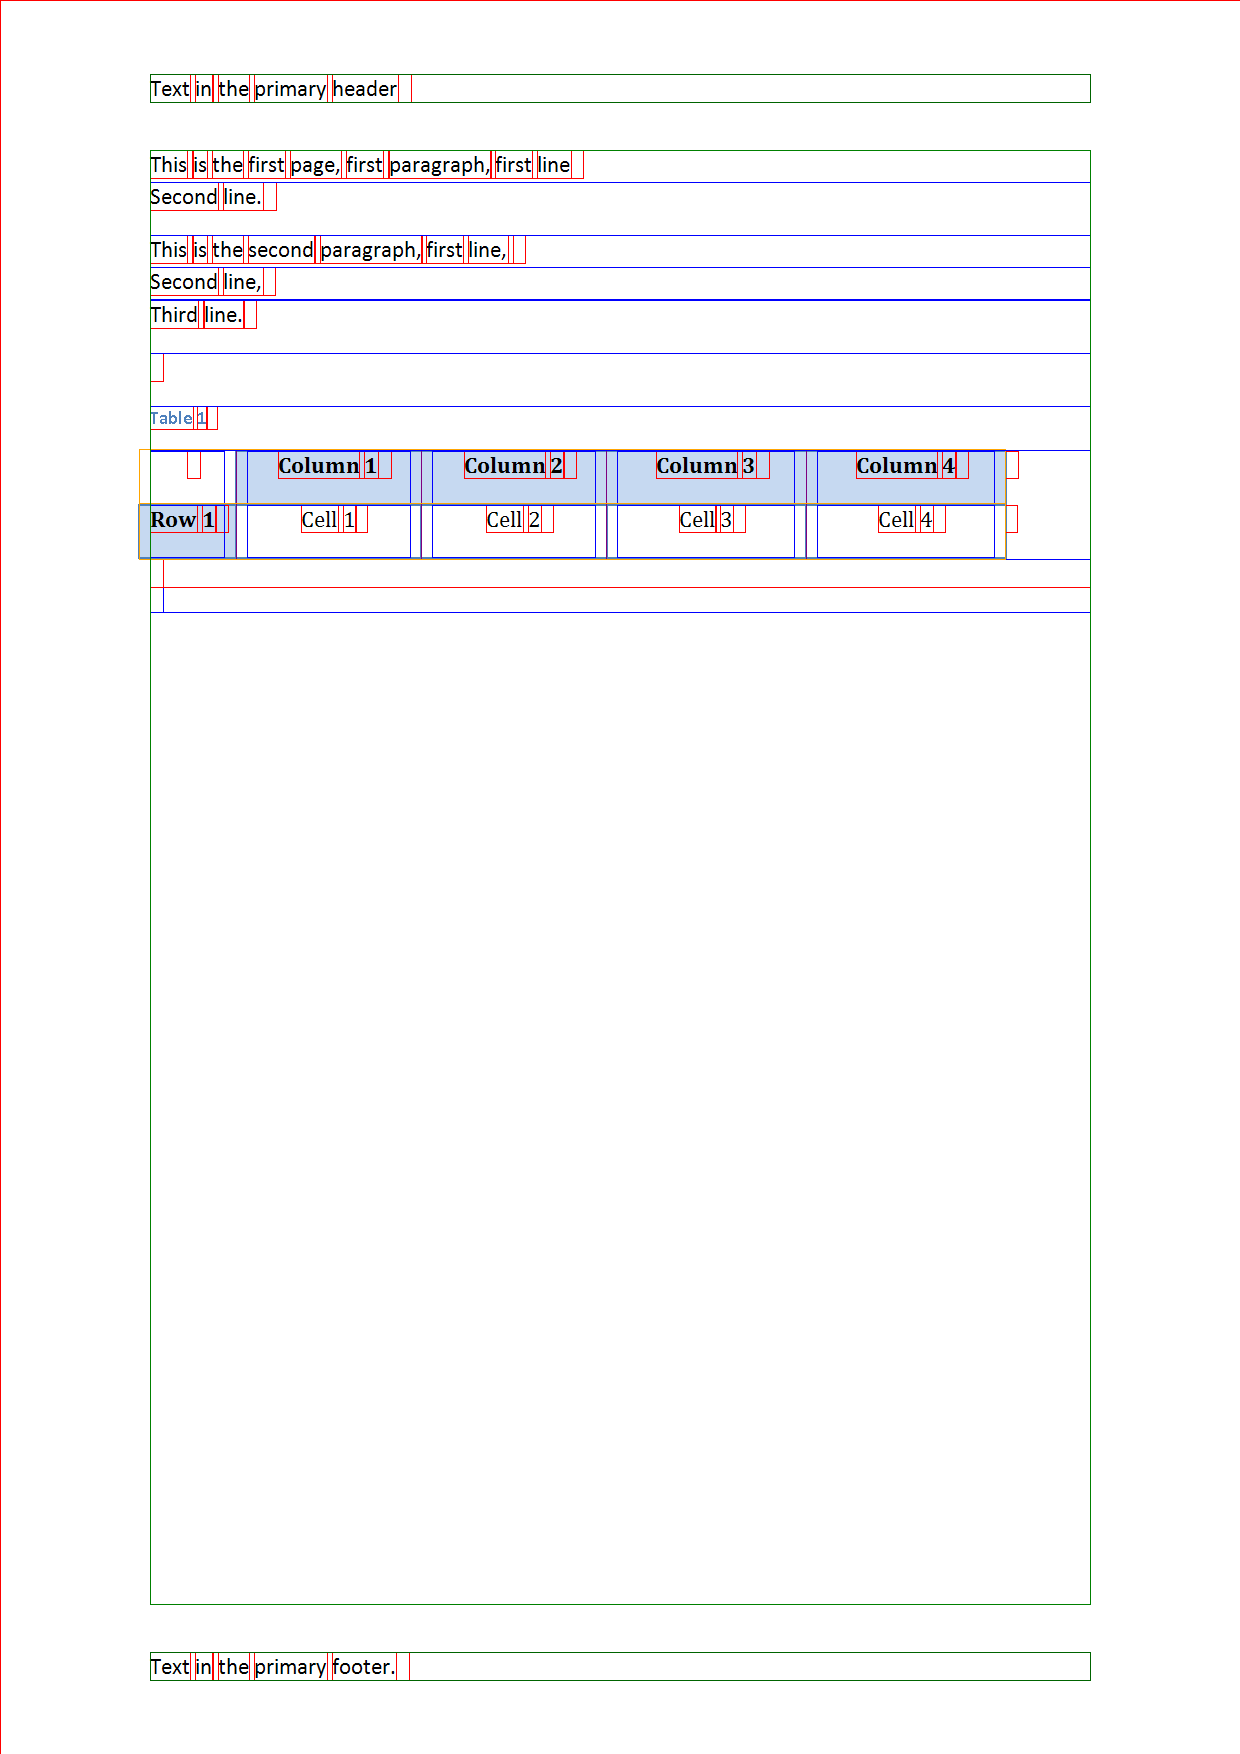 Text in the primary header
This is the first page, first paragraph, first line
Second line.
This is the second paragraph, first line,
Second line,
Third line.
Table 1
Column 1 Column 2 Column 3 Column 4
Row 1 Cell 1 Cell 2 Cell 3 Cell 4
Text in the primary footer.